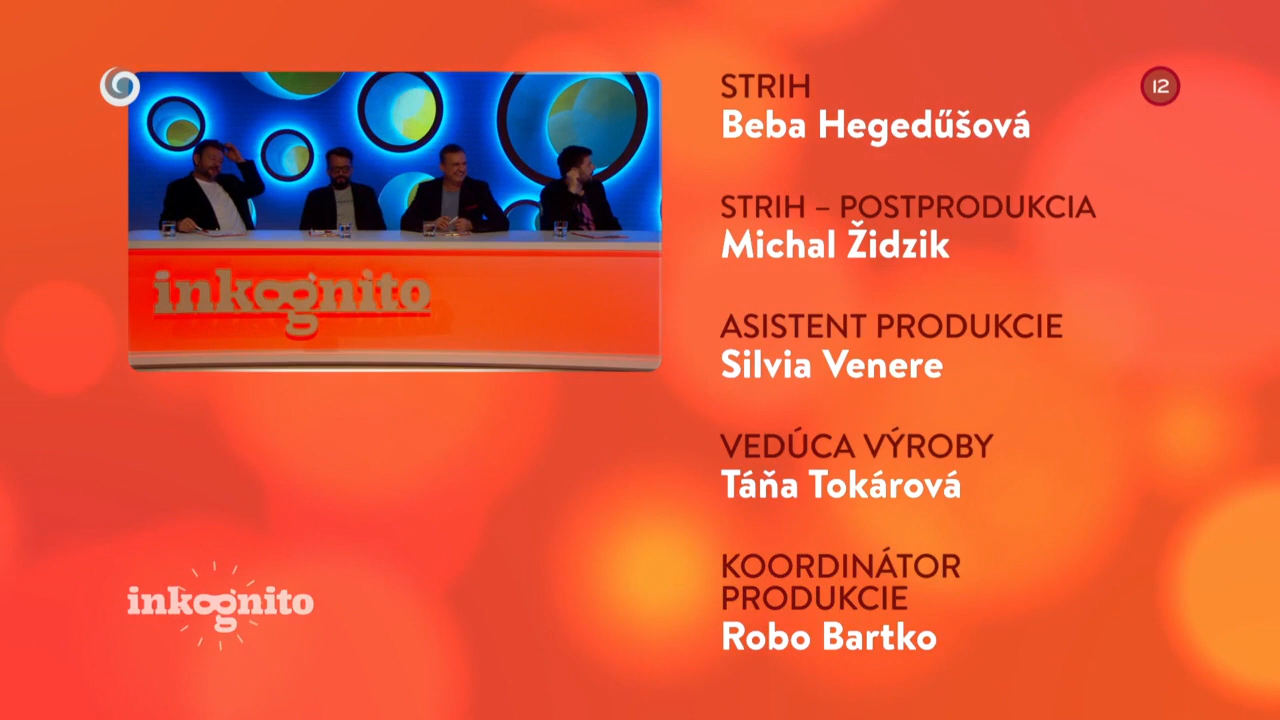 inkognito
inkognito
STRIH
Beba Hegedűšová
12
STRIH – POSTPRODUKCIA
Michal Židzik
ASISTENT PRODUKCIE
Silvia Venere
VEDÚCA VÝROBY
Táňa Tokárová
KOORDINÁTOR
PRODUKCIE
Robo Bartko